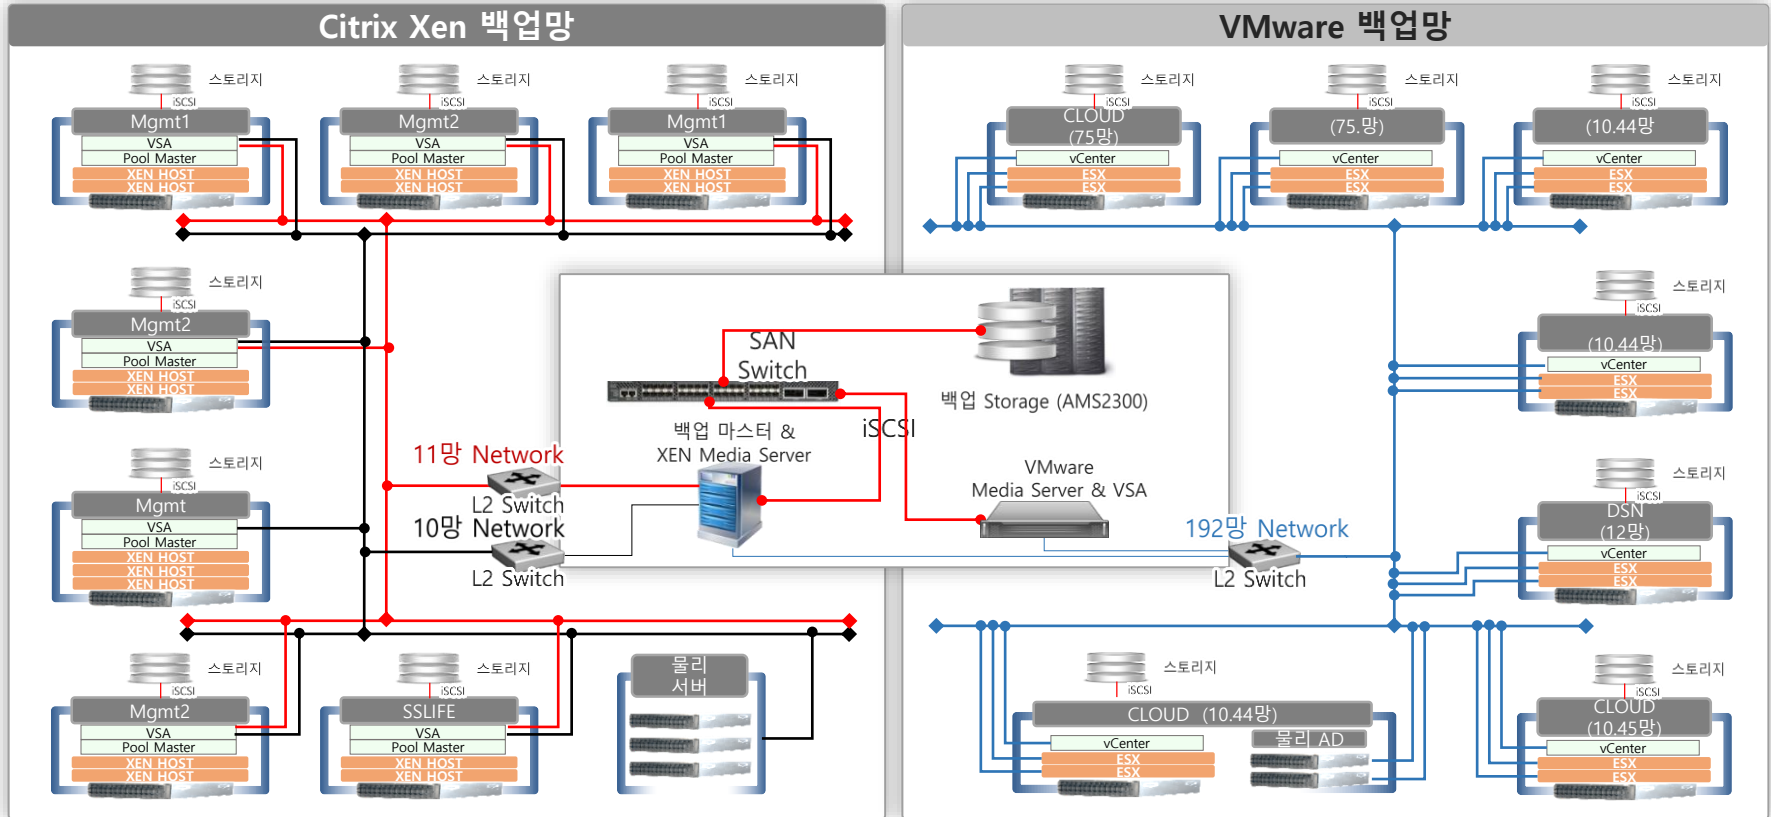 Citrix Xen 백업망
스토리지
iSCSI
Mgmt1
VSA
Pool Master
XEN HOST
XEN HOST
스토리지
iSCSI
Mgmt2
VSA
Pool Master
XEN HOST
XEN HOST
스토리지
iSCSI
Mgmt1
VSA
Pool Master
XEN HOST
XEN HOST
스토리지
iSCSI
Mgmt2
VSA
Pool Master
XEN HOST
XEN HOST
스토리지
iSCSI
Mgmt
VSA
Pool Master
XEN HOST
XEN HOST
XEN HOST
스토리지
iSCSI
Mgmt2
VSA
Pool Master
XEN HOST
XEN HOST
스토리지
iSCSI
SSLIFE
VSA
Pool Master
XEN HOST
XEN HOST
물리
서버
11망 Network
L2 Switch
10망 Network
L2 Switch
SAN
Switch
백업 Storage (AMS2300)
백업 마스터 &
XEN Media Server
iSCSI
VMware
Media Server & VSA
192망 Network
L2 Switch
VMware 백업망
스토리지
iSCSI
CLOUD
(75망)
vCenter
ESX
ESX
스토리지
iSCSI
(75.망)
vCenter
ESX
ESX
스토리지
iSCSI
(10.44망
vCenter
ESX
ESX
스토리지
iSCSI
(10.44망)
vCenter
ESX
ESX
스토리지
iSCSI
DSN
(12망)
vCenter
ESX
ESX
스토리지
iSCSI
CLOUD (10.44망)
vCenter
ESX
ESX
물리 AD
스토리지
iSCSI
CLOUD
(10.45망)
vCenter
ESX
ESX